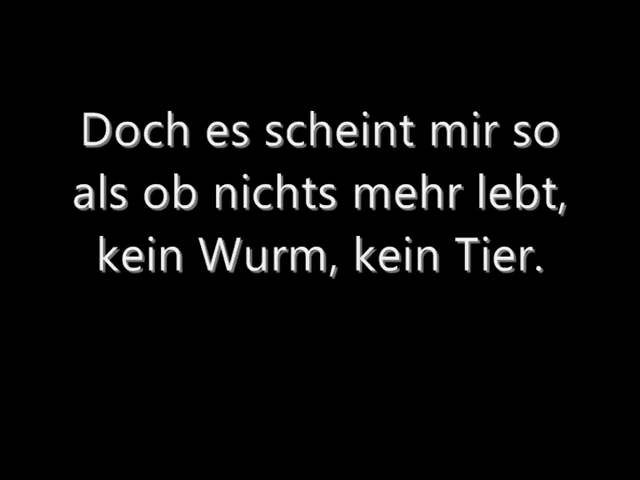 Doch es scheint mir so
als ob nichts mehr lebt,
kein Wurm, kein Tier.